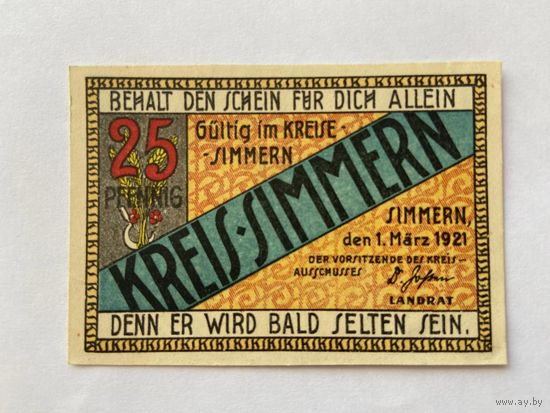 BEHALT DEN SCHEIN FÜR DICH ALLEIN
25
PFENNIG
Gültig im KREISE-
-SIMMERN
KREIS-SIMMERN
SIMMERN,
den 1. März 1921
DER VORSITZENDE DES KREIS-
AUSSCHUSSES
LANDRAT
DENN ER WIRD BALD SELTEN SEIN.
www.ay.by